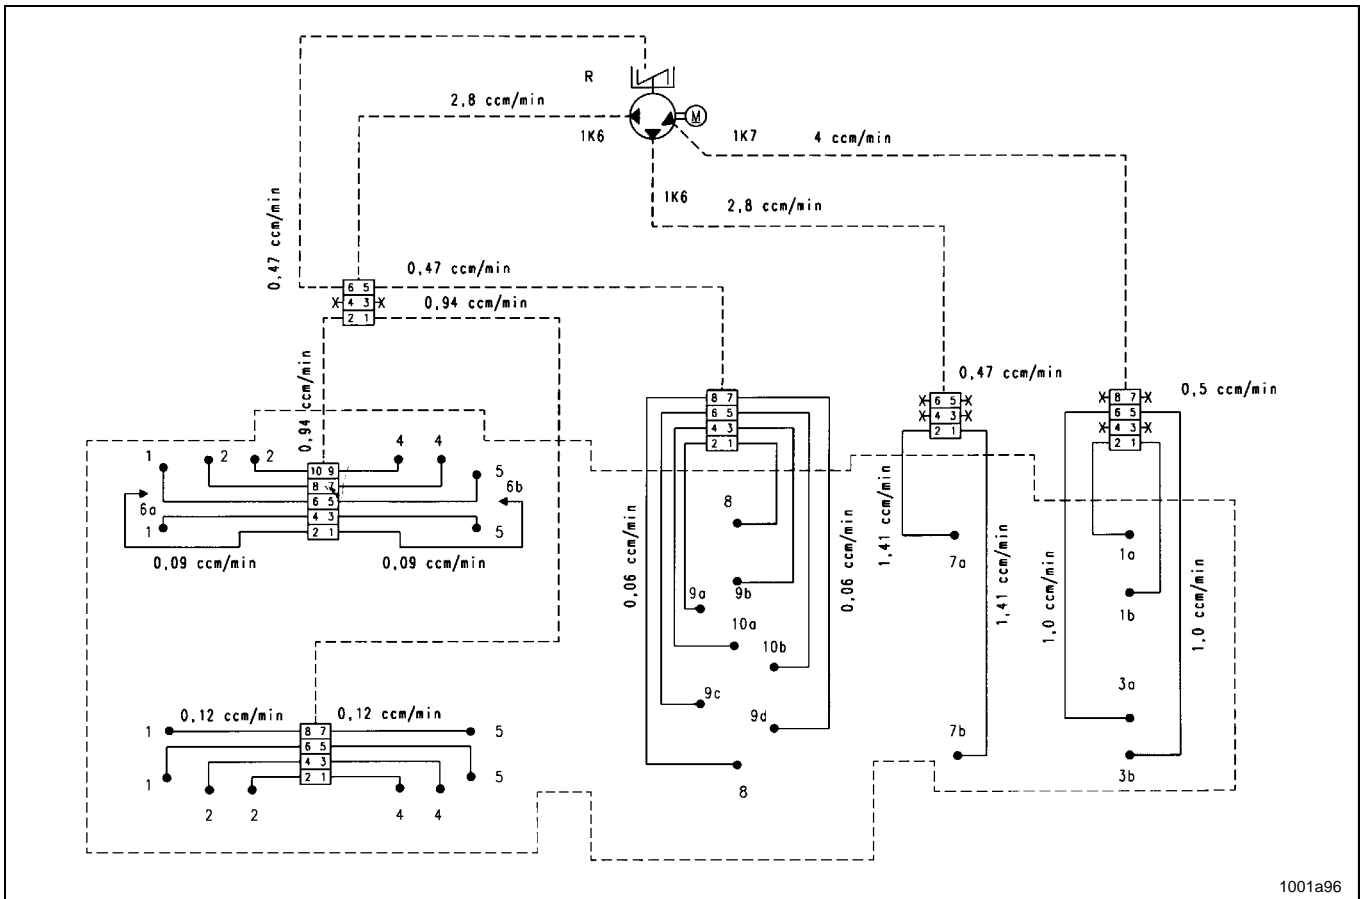 R
2,8 ccm/min
M
1K6
1K7
4 ccm/min
1K6
2,8 ccm/min
0,47 ccm/min
0,47 ccm/min
6 5
X 4 3 X
0,94 ccm/min
2 1
0,94 ccm/min
0,47 ccm/min
0,5 ccm/min
8 7
6 5
4 3
2 1
X 6 5 X
X 4 3 X
2 1
X 8 7 X
6 5
X 4 3 X
2 1
1 2 2 4 4 5
10 9
8 7
6 5
4 3
2 1
6a 6b
1 5
0,09 ccm/min 0,09 ccm/min
0,06 ccm/min
8
9a 9b
10a
10b
9c
9d
8
0,06 ccm/min
1,41 ccm/min
7a
7b
1,41 ccm/min
1,0 ccm/min
1a
1b
3a
3b
1,0 ccm/min
0,12 ccm/min 0,12 ccm/min
1 5
8 7
6 5
4 3
2 1
1 5
2 2 4 4
1001a96